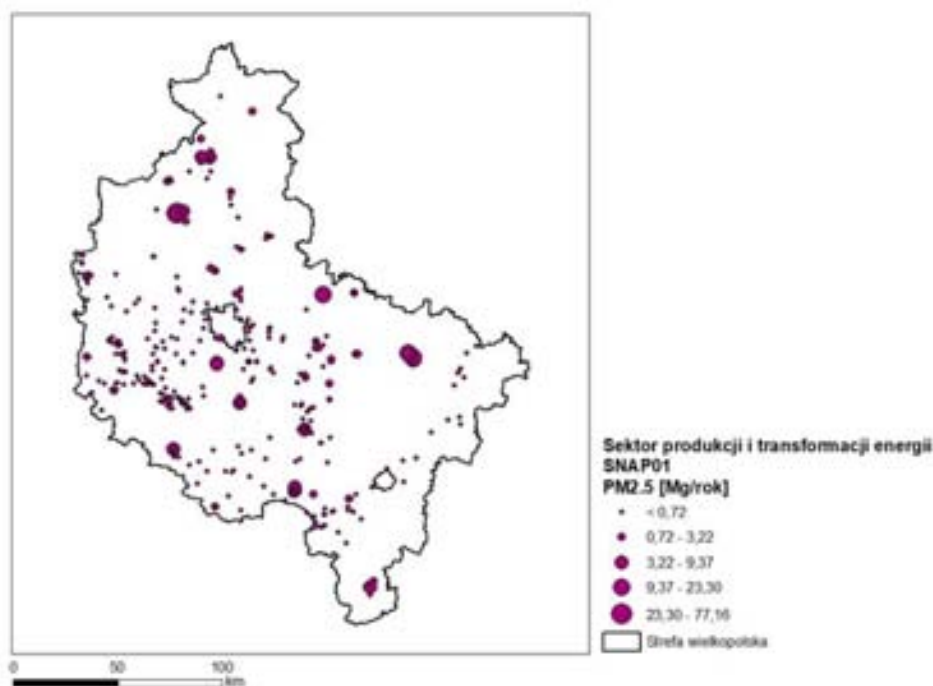 Sektor produkcji i transformacji energii
SNAP01
PM2.5 [Mg/rok]
< 0,72
0,72 - 3,22
3,22 - 9,37
9,37 - 23,30
23,30 - 77,16
Strefa wielkopolska
0 50 100
km